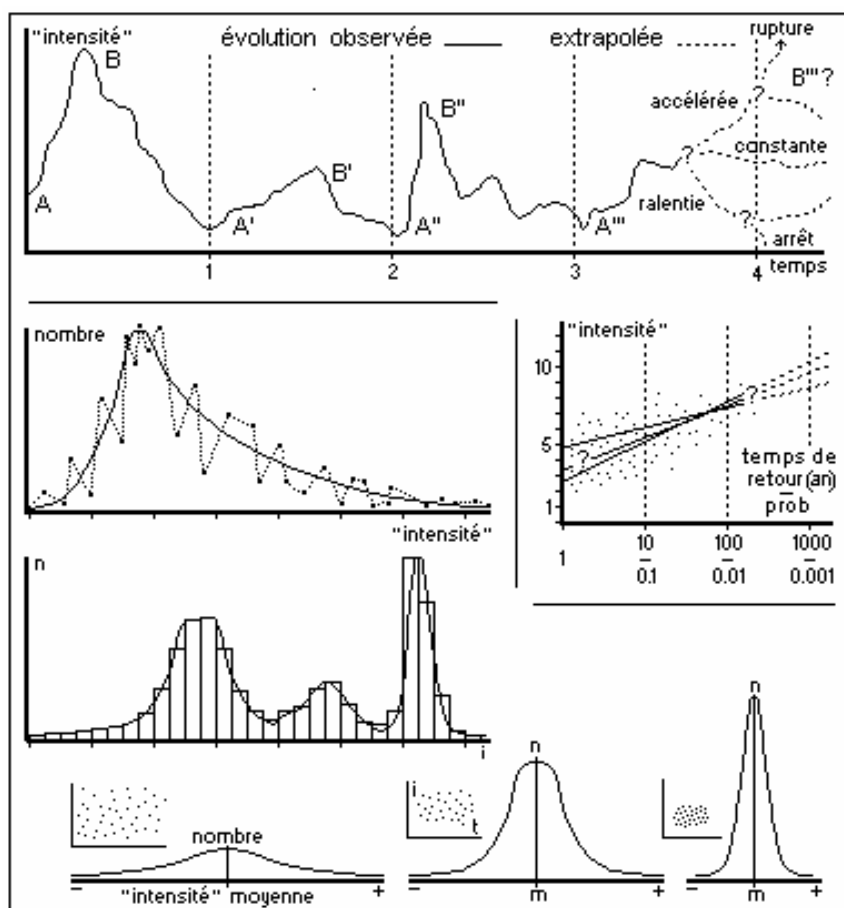 "intensité" évolution observée extrapolée rupture
B B'''?
accélérée ?
B''
constante
B' ?
A ralentie
A' A'' A''' ?
arrêt
1 2 3 4 temps
nombre
"intensité"
"intensité"
10
?
5 ?
temps de
retour (an)
prob
1
1 10 100 1000
0.1 0.01 0.001
n
i
n
n
i
t
nombre
- + - + - +
"intensité" moyenne m m